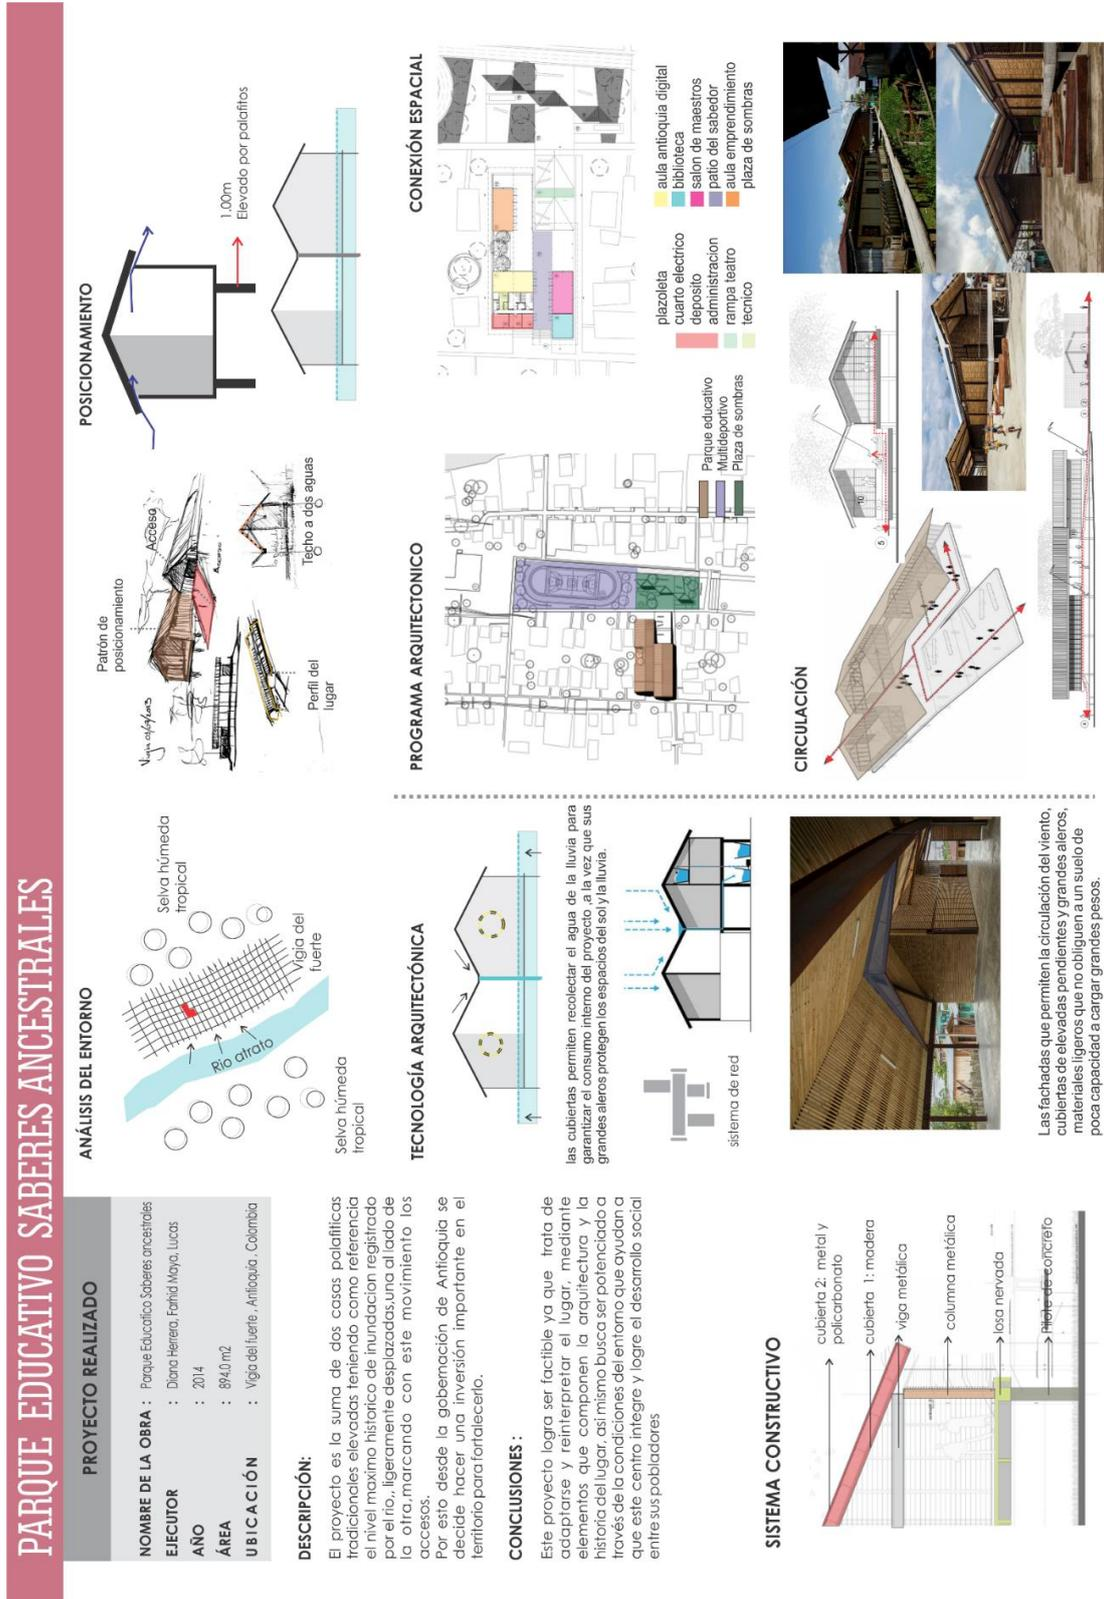 PARQUE EDUCATIVO SABERES ANCESTRALES
PROYECTO REALIZADO
NOMBRE DE LA OBRA : Parque Educatico Saberes ancestrales
EJECUTOR : Diana Herrera, Farhid Maya, Lucas
AÑO : 2014
ÁREA : 894.0 m2
UBICACIÓN : Vigia del fuerte , Antioquia , Colombia
DESCRIPCIÓN:
El proyecto es la suma de dos casas palafiticas
tradicionales elevadas teniendo como referencia
el nivel maximo historico de inundacion registrado
por el rio,, ligeramente desplazadas,una al lado de
la otra, marcando con este movimiento los
accesos.
Por esto desde la gobernación de Antioquia se
decide hacer una inversión importante en el
territorio para fortalecerlo.
CONCLUSIONES :
Este proyecto logra ser factible ya que trata de
adaptarse y reinterpretar el lugar, mediante
elementos que componen la arquitectura y la
historia del lugar, asi mismo busca ser potenciado a
través de la condiciones del entorno que ayudan a
que este centro integre y logre el desarrollo social
entre sus pobladores
SISTEMA CONSTRUCTIVO
cubierta 2: metal y
policarbonato
cubierta 1: madera
viga metálica
columna metálica
losa nervada
Pilote de concreto
ANÁLISIS DEL ENTORNO
Selva húmeda
tropical
Vigia del
fuerte
Rio atrato
Selva húmeda
tropical
TECNOLOGÍA ARQUITECTÓNICA
las cubiertas permiten recolectar el agua de la lluvia para
garantizar el consumo interno del proyecto ,a la vez que sus
grandes aleros protegen los espacios del sol y la lluvia.
sistema de red
Las fachadas que permiten la circulación del viento,
cubiertas de elevadas pendientes y grandes aleros,
materiales ligeros que no obliguen a un suelo de
poca capacidad a cargar grandes pesos.
Patrón de
posicionamiento
Acceso
Perfil del
lugar
Techo a dos aguas
POSICIONAMIENTO
1.00m
Elevado por palafitos
PROGRAMA ARQUITECTONICO
Parque educativo
Multideportivo
Plaza de sombras
CONEXIÓN ESPACIAL
plazoleta
cuarto electrico
deposito
administracion
rampa teatro
tecnico
aula antioquia digital
biblioteca
salon de maestros
patio del sabedor
aula emprendimiento
plaza de sombras
CIRCULACIÓN
5
10